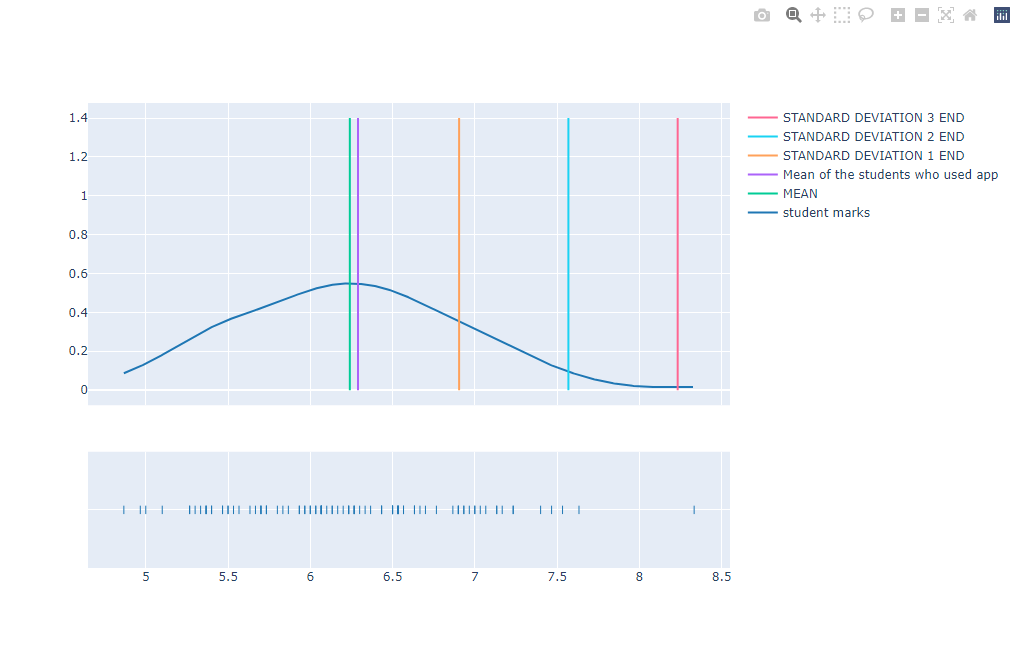 1.4
1.2
1
0.8
0.6
0.4
0.2
0
STANDARD DEVIATION 3 END
STANDARD DEVIATION 2 END
STANDARD DEVIATION 1 END
Mean of the students who used app
MEAN
student marks
5
5.5
6
6.5
7
7.5
8
8.5